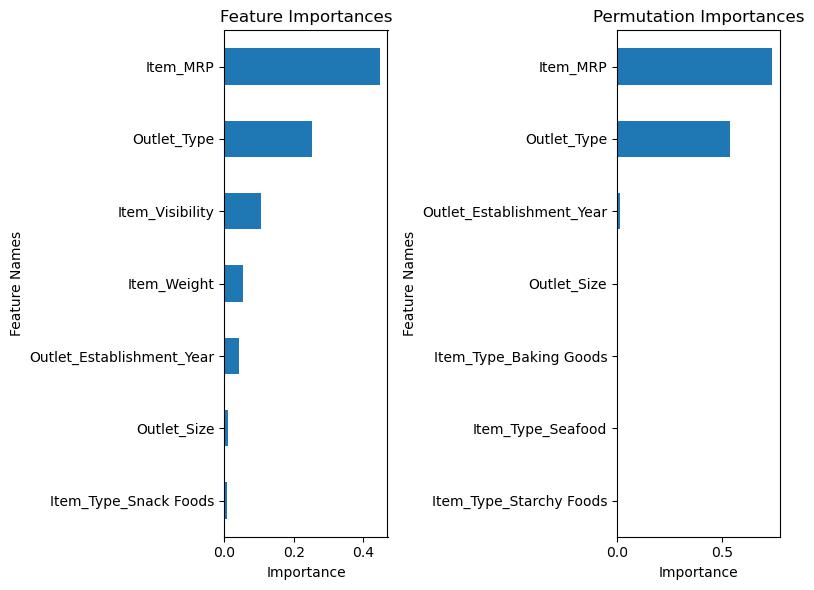 Feature Importances
Feature Names
Item_MRP
Outlet_Type
Item_Visibility
Item_Weight
Outlet_Establishment_Year
Outlet_Size
Item_Type_Snack Foods
0.0 0.2 0.4
Importance
Permutation Importances
Feature Names
Item_MRP
Outlet_Type
Outlet_Establishment_Year
Outlet_Size
Item_Type_Baking Goods
Item_Type_Seafood
Item_Type_Starchy Foods
0.0 0.5
Importance